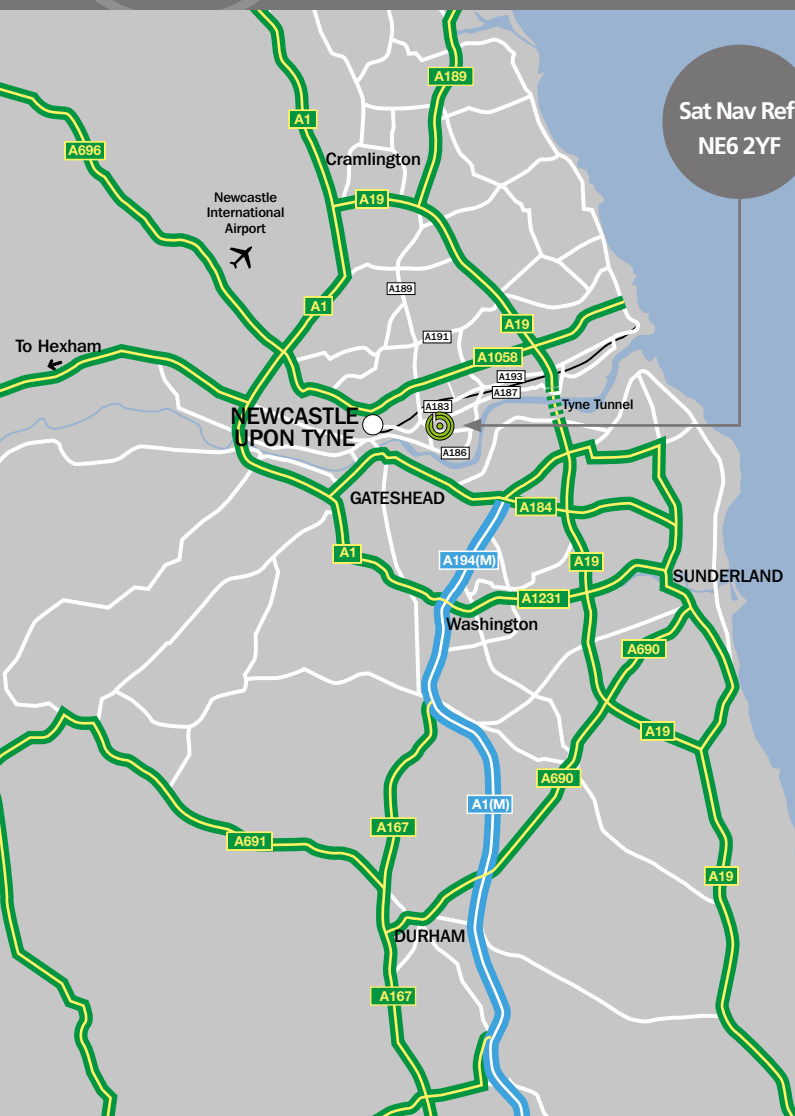 A189
Sat Nav Ref
NE6 2YF
A1
A696
Cramlington
A19
Newcastle
International
Airport
A189
A1
A19
A191
To Hexham
A1058
A193
A187
Tyne Tunnel
A183
NEWCASTLE
UPON TYNE
A186
GATESHEAD
A184
A1
A194(M)
A19
SUNDERLAND
A1231
Washington
A690
A19
A690
A1(M)
A167
A691
A19
DURHAM
A167